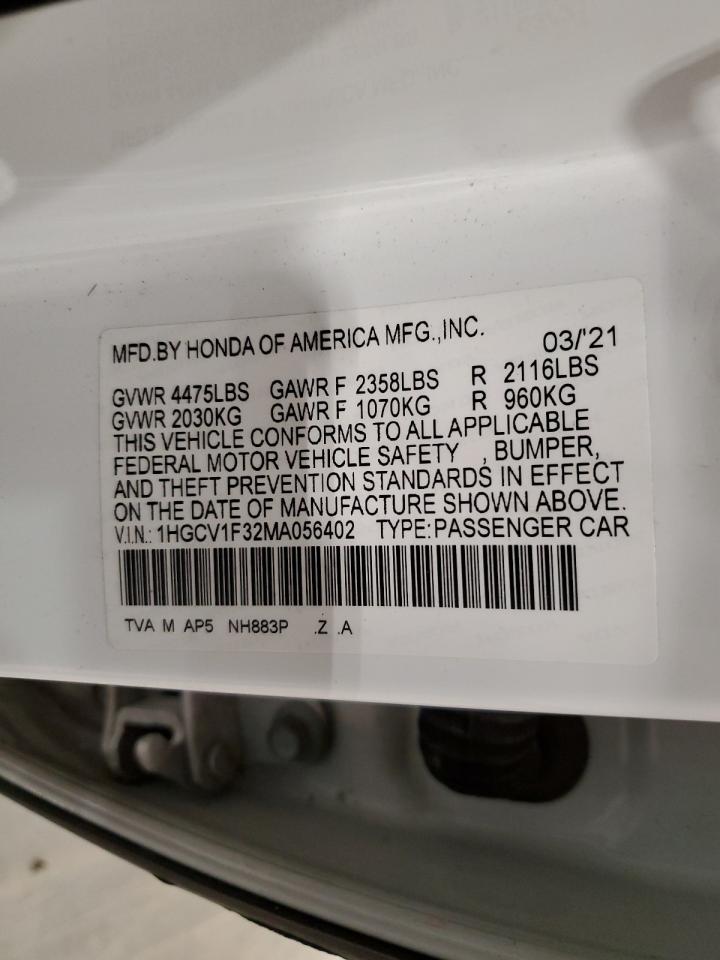 MFD.BY HONDA OF AMERICA MFG.,INC. 03/'21
GVWR 4475LBS GAWR F 2358LBS R 2116LBS
GVWR 2030KG GAWR F 1070KG R 960KG
THIS VEHICLE CONFORMS TO ALL APPLICABLE
FEDERAL MOTOR VEHICLE SAFETY , BUMPER,
AND THEFT PREVENTION STANDARDS IN EFFECT
ON THE DATE OF MANUFACTURE SHOWN ABOVE.
V.I.N.: 1HGCV1F32MA056402 TYPE:PASSENGER CAR
TVA M AP5 NH883P .Z .A